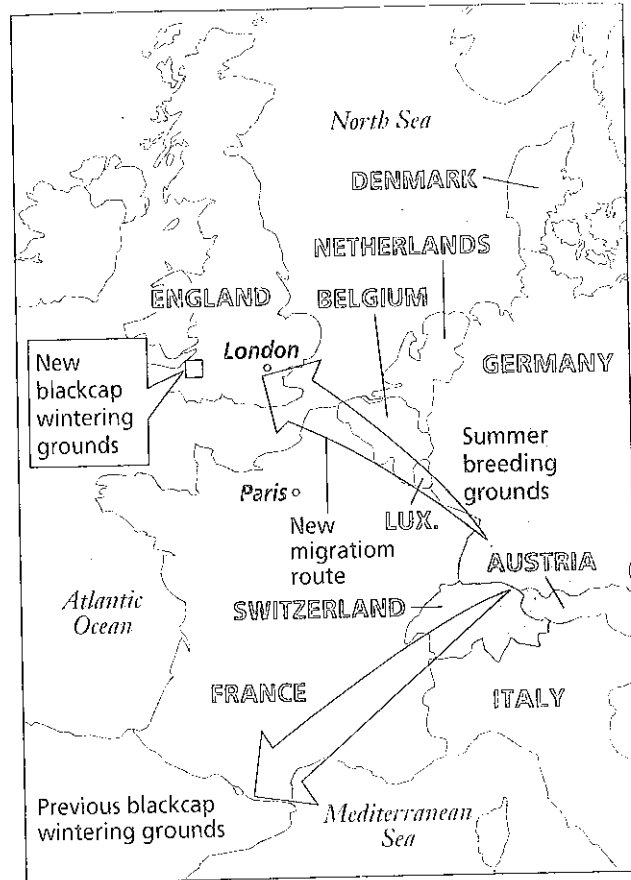 North Sea
DENMARK
NETHERLANDS
ENGLAND
BELGIUM
London
New
blackcap
wintering
grounds
GERMANY
Summer
breeding
grounds
Paris
LUX.
New
migratiom
route
AUSTRIA
Atlantic
Ocean
SWITZERLAND
FRANCE
ITALY
Previous blackcap
wintering grounds
Mediterranean
Sea